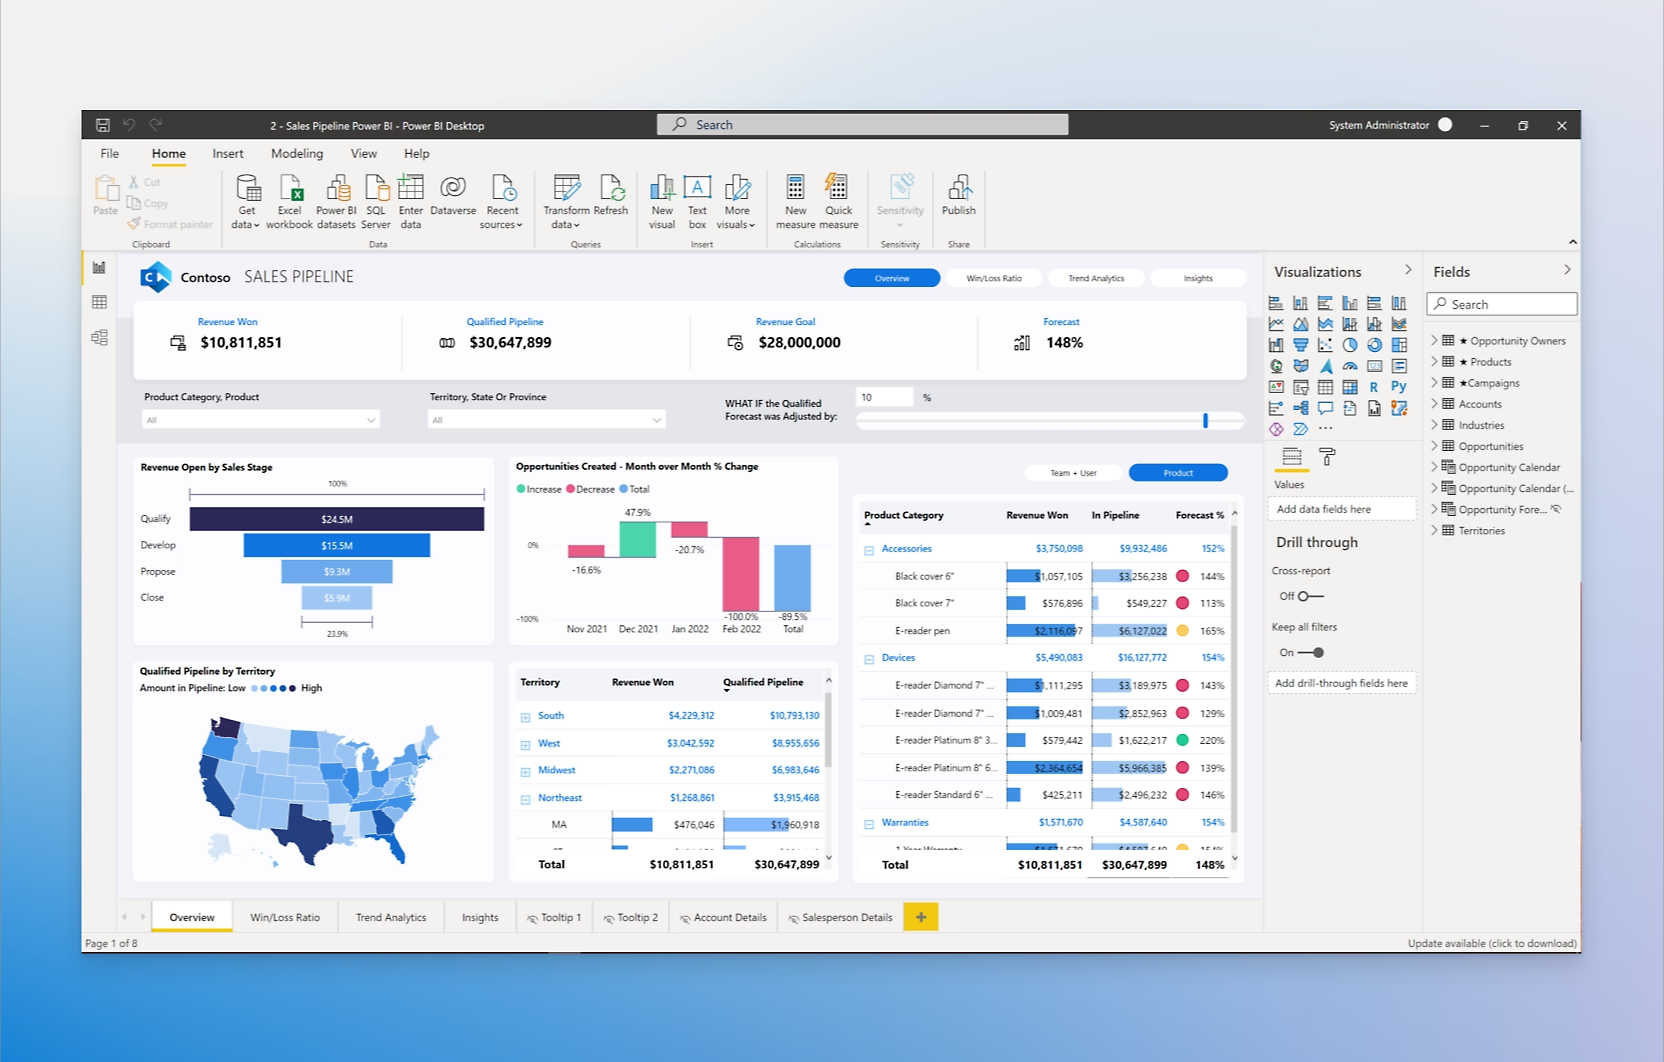 2 - Sales Pipeline Power BI - Power BI Desktop
Search
System Administrator
File Home Insert Modeling View Help
Paste
Cut
Copy
Format painter
Clipboard
Get data
Excel workbook
Power BI datasets
SQL Server
Enter data
Dataverse
Recent sources
Data
Transform data
Refresh
Queries
New visual
Text box
More visuals
Insert
New measure
Quick measure
Calculations
Sensitivity
Sensitivity
Publish
Share
Contoso SALES PIPELINE
Overview Win/Loss Ratio Trend Analytics Insights
Revenue Won
$10,811,851
Qualified Pipeline
$30,647,899
Revenue Goal
$28,000,000
Forecast
148%
Product Category, Product
All
Territory, State Or Province
All
WHAT IF the Qualified
Forecast was Adjusted by:
10 %
Revenue Open by Sales Stage
100%
Qualify $24.5M
Develop $15.5M
Propose $9.3M
Close $5.9M
23.9%
Opportunities Created - Month over Month % Change
Increase Decrease Total
47.9%
0%
-20.7%
-16.6%
-100%
-100.0% -89.5%
Nov 2021 Dec 2021 Jan 2022 Feb 2022 Total
Qualified Pipeline by Territory
Amount in Pipeline: Low High
Territory Revenue Won Qualified Pipeline
South $4,229,312 $10,793,130
West $3,042,592 $8,955,656
Midwest $2,271,086 $6,983,646
Northeast $1,268,861 $3,915,468
MA $476,046 $1,960,918
Total $10,811,851 $30,647,899
Team + User Product
Product Category Revenue Won In Pipeline Forecast %
Accessories $3,750,098 $9,932,486 152%
Black cover 6" $1,057,105 $3,256,238 144%
Black cover 7" $576,896 $549,227 113%
E-reader pen $2,116,097 $6,127,022 165%
Devices $5,490,083 $16,127,772 154%
E-reader Diamond 7" ... $1,111,295 $3,189,975 143%
E-reader Diamond 7" ... $1,009,481 $2,852,963 129%
E-reader Platinum 8" 3... $579,442 $1,622,217 220%
E-reader Platinum 8" 6... $2,364,654 $5,966,385 139%
E-reader Standard 6" ... $425,211 $2,496,232 146%
Warranties $1,571,670 $4,587,640 154%
1 Year Warranty $1,571,670 $4,587,640 154%
Total $10,811,851 $30,647,899 148%
Visualizations
R Py
Values
Add data fields here
Drill through
Cross-report
Off
Keep all filters
On
Add drill-through fields here
Fields
Search
★ Opportunity Owners
★ Products
★Campaigns
Accounts
Industries
Opportunities
Opportunity Calendar
Opportunity Calendar (...
Opportunity Fore...
Territories
Overview Win/Loss Ratio Trend Analytics Insights Tooltip 1 Tooltip 2 Account Details Salesperson Details +
Page 1 of 8
Update available (click to download)